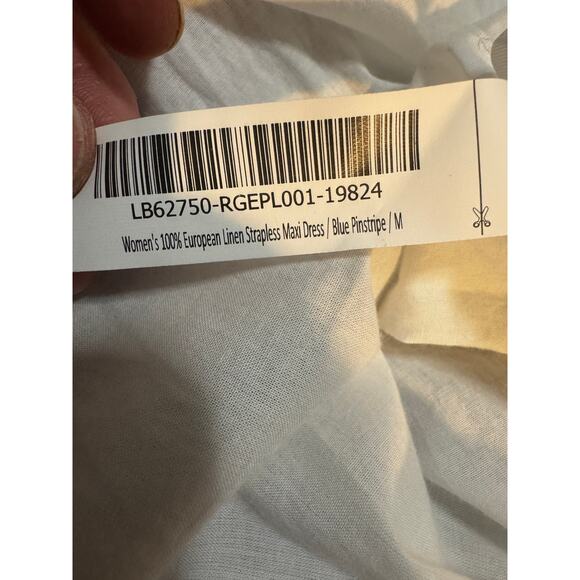 LB62750-RGEPL001-19824
Women's 100% European Linen Strapless Maxi Dress / Blue Pinstripe / M